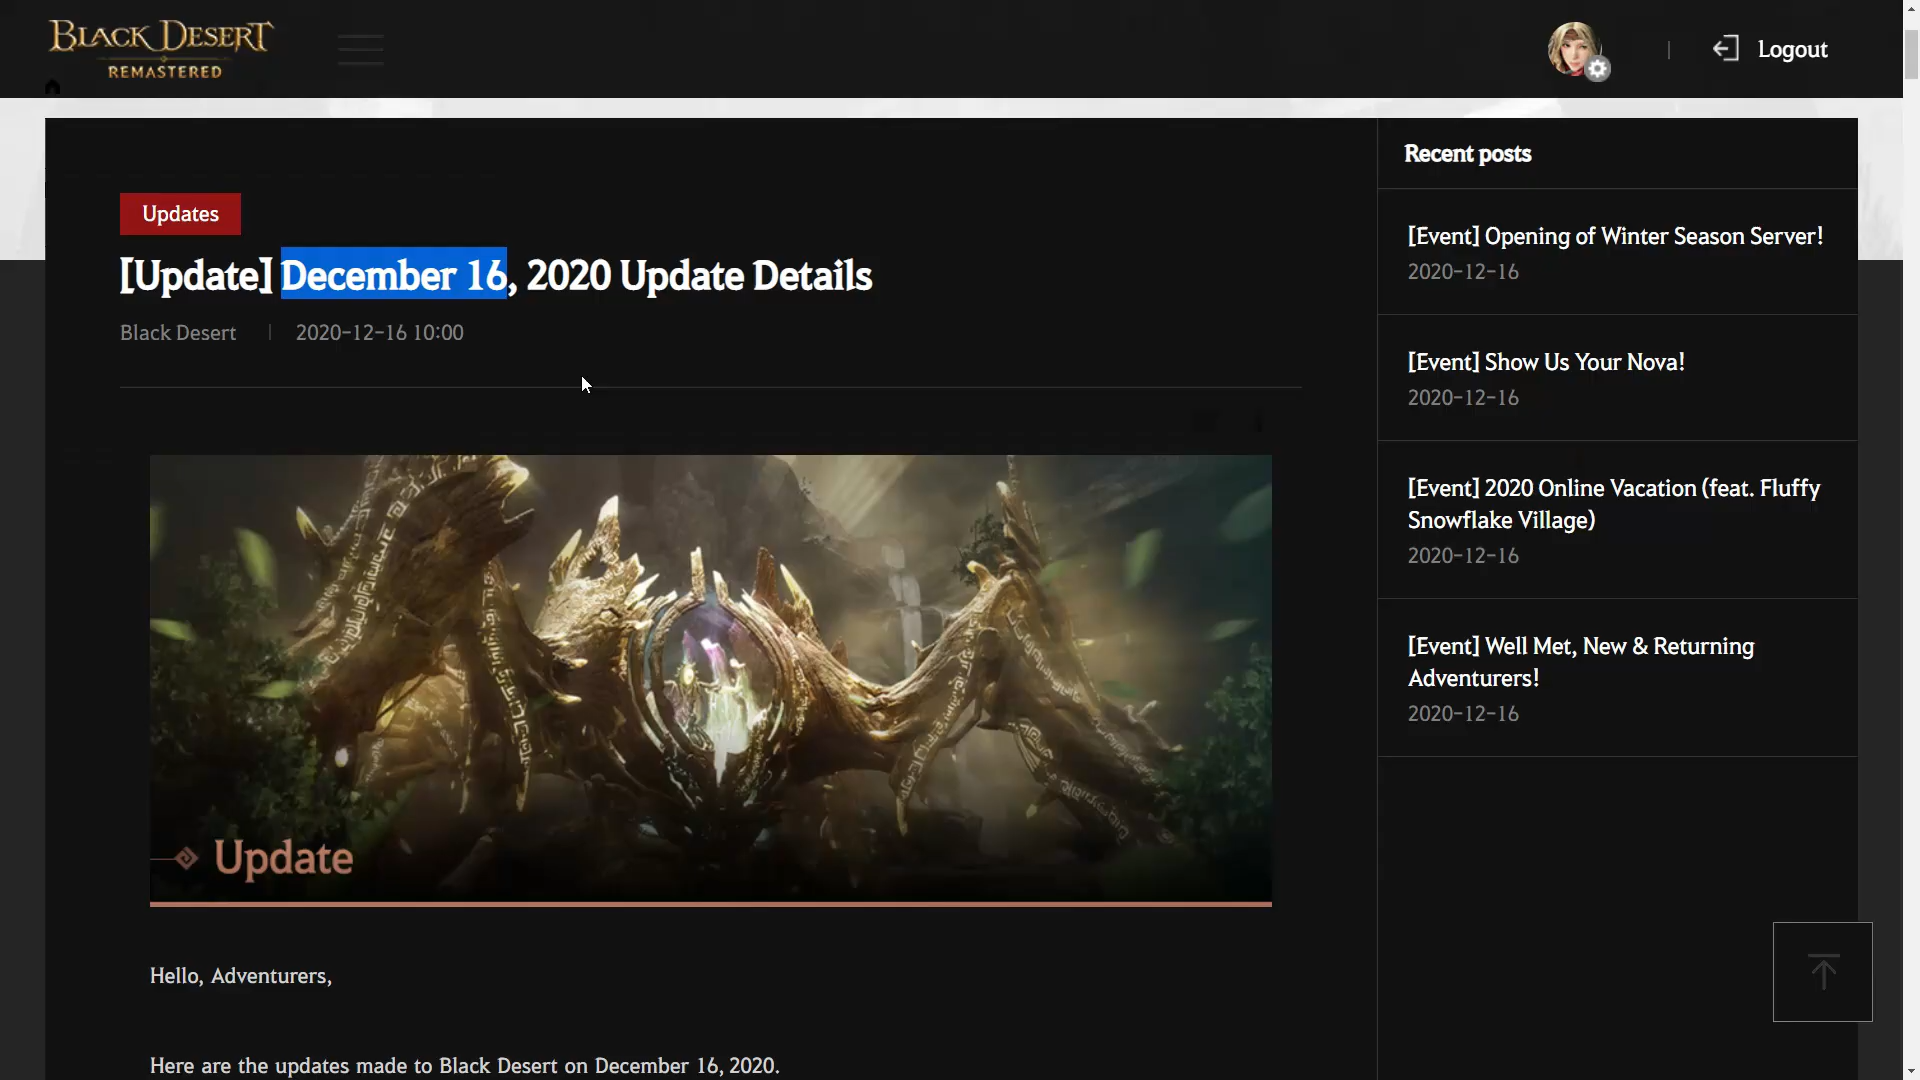 BLACK DESERT
REMASTERED
Logout
Updates
[Update] December 16, 2020 Update Details
Black Desert | 2020-12-16 10:00
Update
Hello, Adventurers,
Here are the updates made to Black Desert on December 16, 2020.
Recent posts
[Event] Opening of Winter Season Server!
2020-12-16
[Event] Show Us Your Nova!
2020-12-16
[Event] 2020 Online Vacation (feat. Fluffy
Snowflake Village)
2020-12-16
[Event] Well Met, New & Returning
Adventurers!
2020-12-16